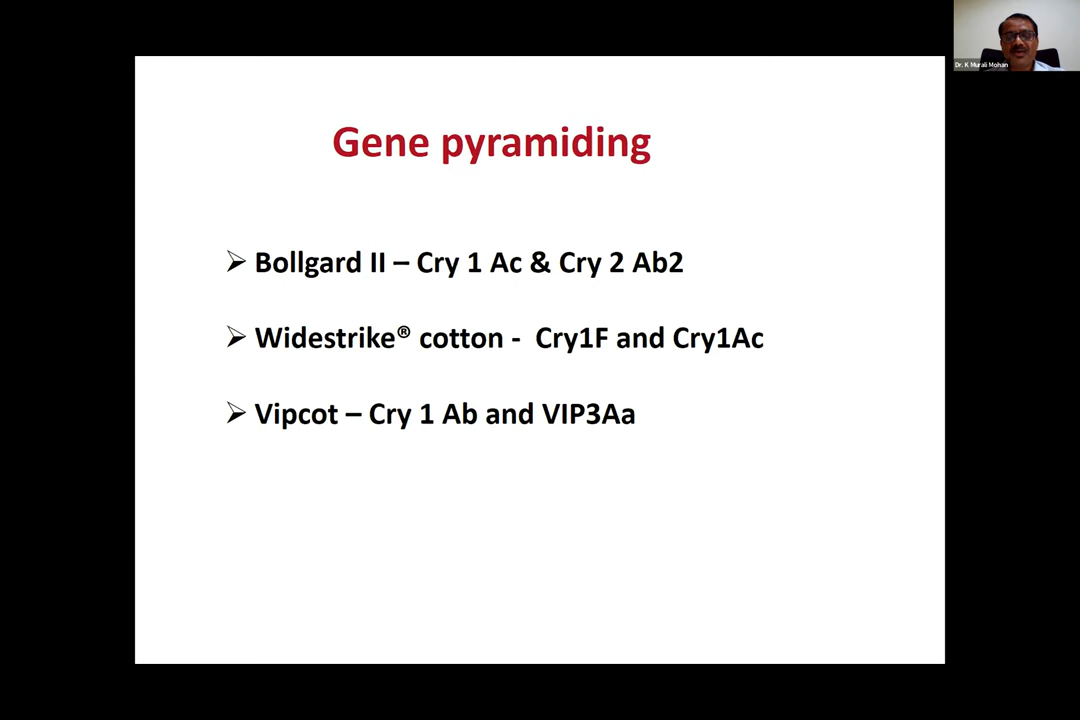 Dr. K Murali Mohan
Gene pyramiding
➢ Bollgard II – Cry 1 Ac & Cry 2 Ab2
➢ Widestrike® cotton - Cry1F and Cry1Ac
➢ Vipcot – Cry 1 Ab and VIP3Aa